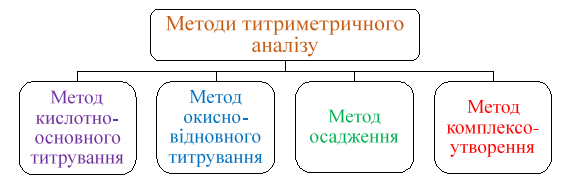 Методи титриметричного
аналізу
Метод
кислотно-
основного
титрування
Метод
окисно-
відновного
титрування
Метод
осадження
Метод
комплексо-
утворення